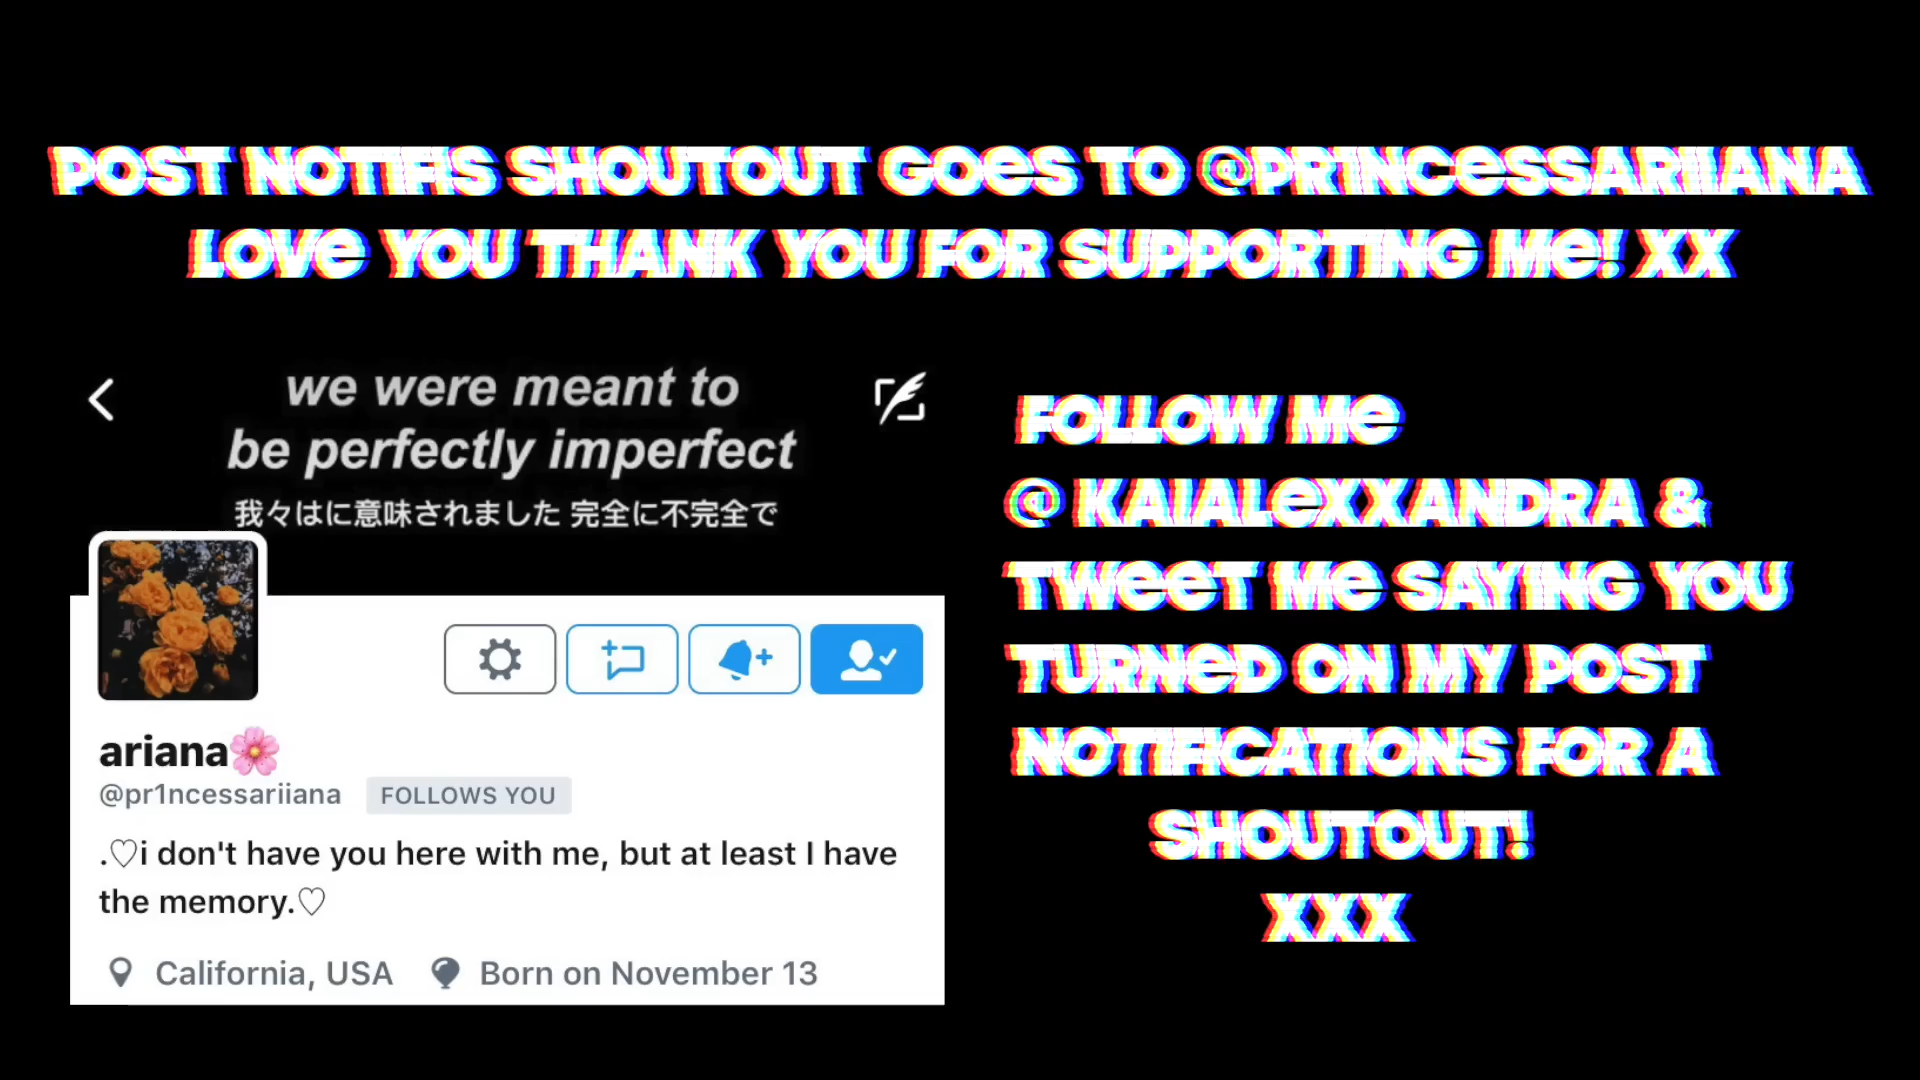 POST NOTIFIS SHOUTOUT GOES TO @PR1NCESSARIIANA
LOVE YOU THANK YOU FOR SUPPORTING ME! XX
we were meant to
be perfectly imperfect
我々はに意味されました 完全に不完全で
ariana🌸
@pr1ncessariiana FOLLOWS YOU
.♡i don't have you here with me, but at least I have
the memory.♡
California, USA Born on November 13
FOLLOW ME
@ KAIALEXXANDRA &
TWEET ME SAYING YOU
TURNED ON MY POST
NOTIFICATIONS FOR A
SHOUTOUT!
XXX